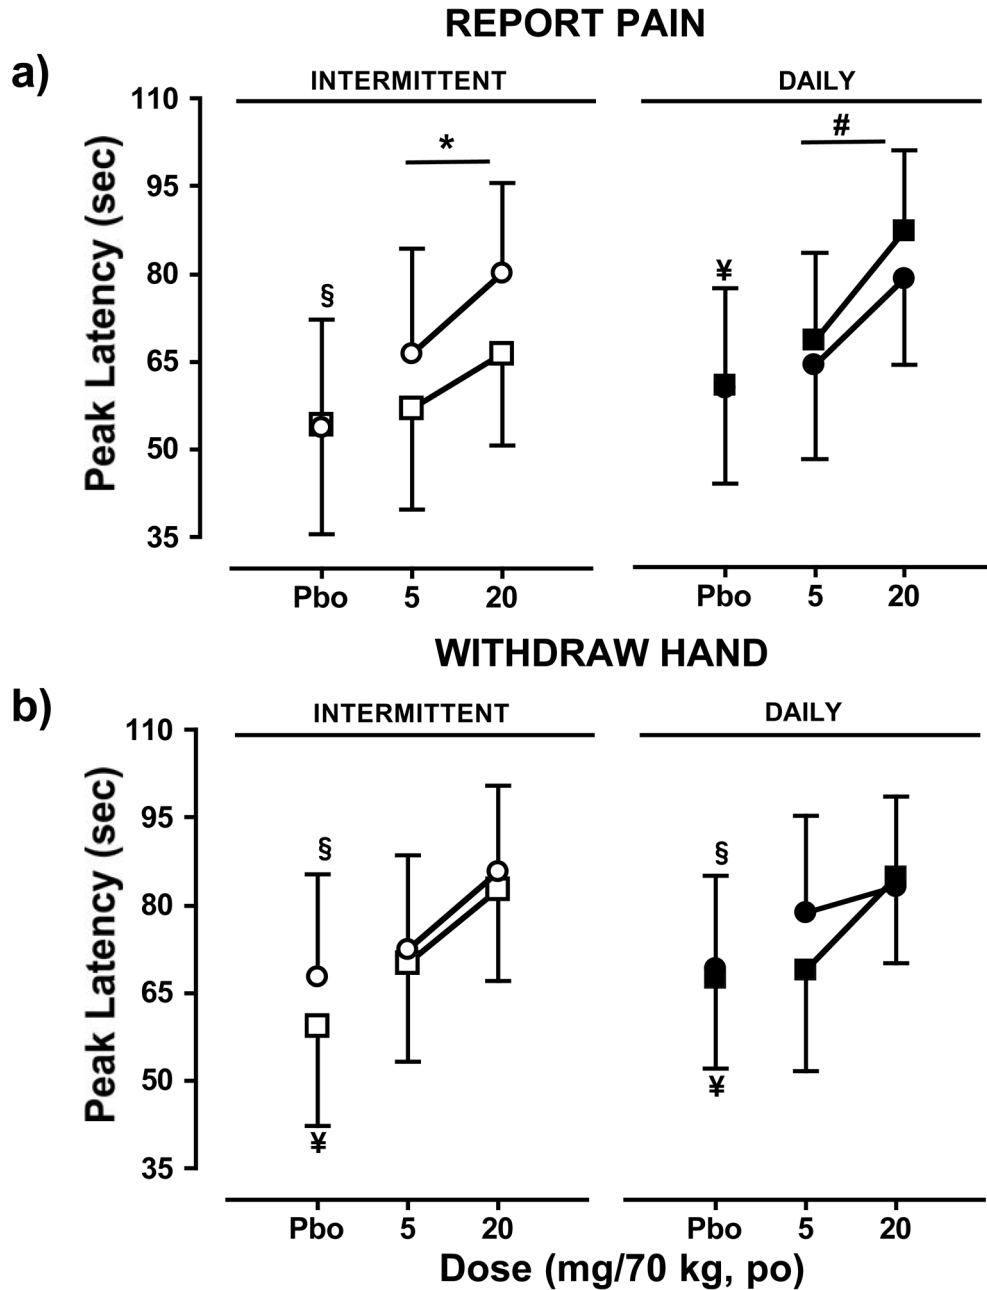 REPORT PAIN
a)
INTERMITTENT DAILY
Peak Latency (sec)
110
95
80
65
50
35
*
#
§
¥
Pbo 5 20 Pbo 5 20
WITHDRAW HAND
b)
INTERMITTENT DAILY
Peak Latency (sec)
110
95
80
65
50
35
§ §
¥ ¥
Pbo 5 20 Pbo 5 20
Dose (mg/70 kg, po)